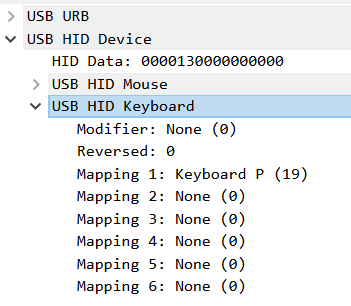 USB URB
USB HID Device
HID Data: 0000130000000000
USB HID Mouse
USB HID Keyboard
Modifier: None (0)
Reversed: 0
Mapping 1: Keyboard P (19)
Mapping 2: None (0)
Mapping 3: None (0)
Mapping 4: None (0)
Mapping 5: None (0)
Mapping 6: None (0)